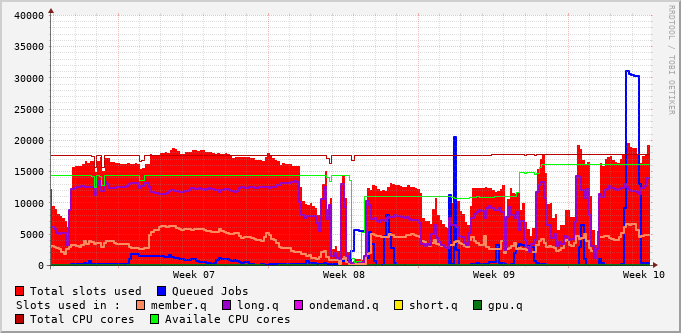 40000
35000
30000
25000
20000
15000
10000
5000
0
Week 07 Week 08 Week 09 Week 10
RRDTOOL / TOBI OETIKER
Total slots used Queued Jobs
Slots used in : member.q long.q ondemand.q short.q gpu.q
Total CPU cores Availale CPU cores